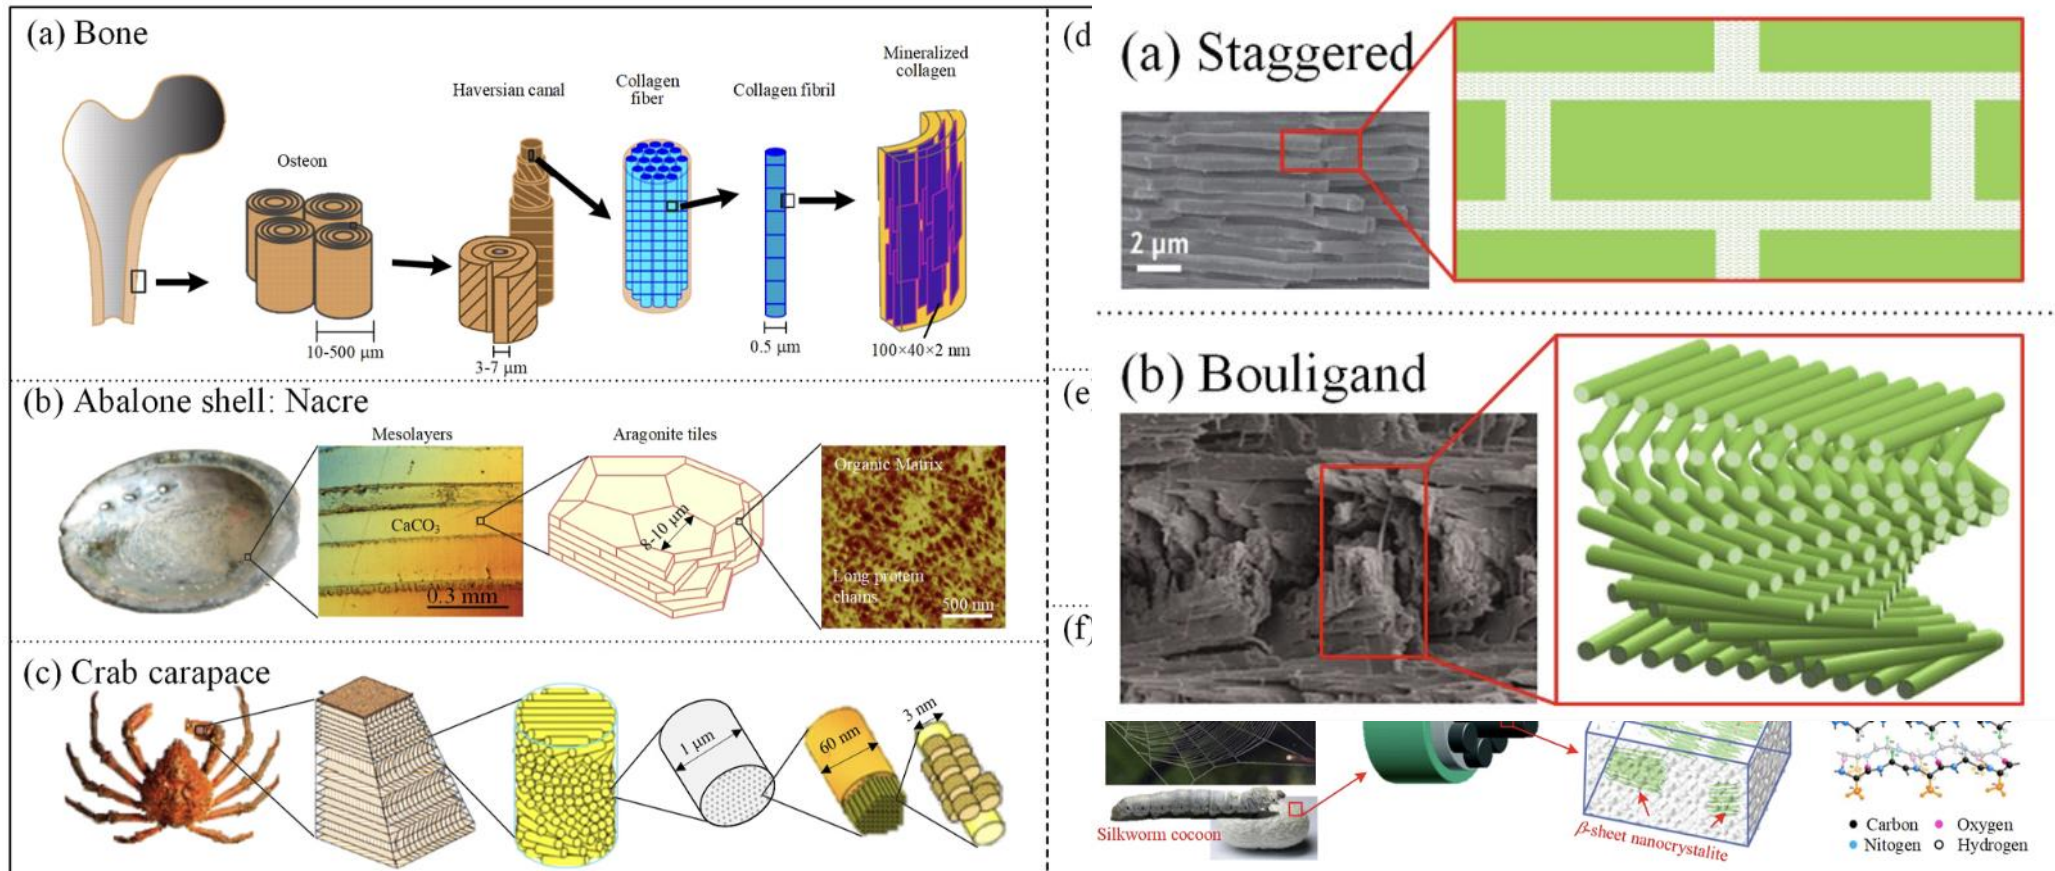 (a) Bone
Osteon
Haversian canal
Collagen
fiber
Collagen fibril
Mineralized
collagen
10-500 μm
3-7 μm
0.5 μm
100×40×2 nm
(b) Abalone shell: Nacre
Mesolayers
Aragonite tiles
CaCO₃
0.3 mm
8-10 μm
Organic Matrix
Long protein
chains
500 nm
(c) Crab carapace
1 μm
60 nm
3 nm
(d
(e
(f)
(a) Staggered
2 μm
(b) Bouligand
Silkworm cocoon
β-sheet nanocrystalite
Carbon
Oxygen
Nitogen
Hydrogen